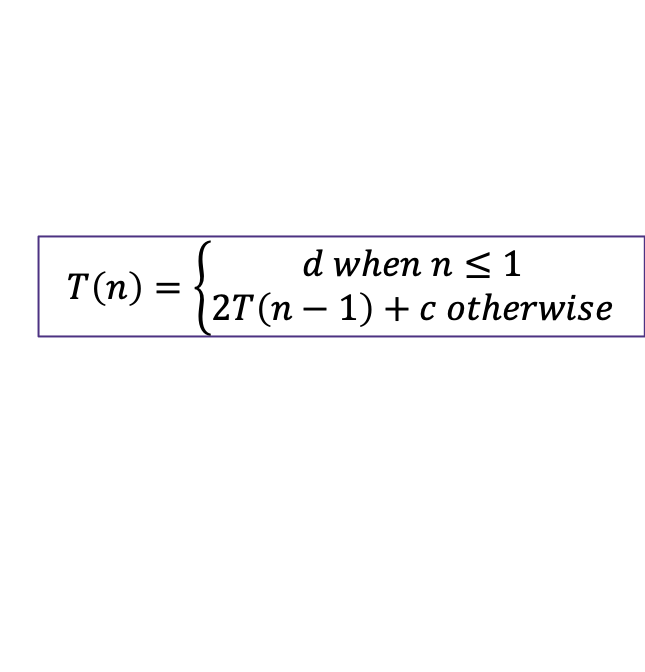 T(n) = { d when n ≤ 1
2T(n − 1) + c otherwise